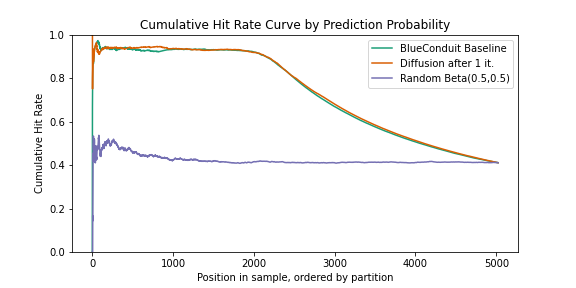 Cumulative Hit Rate Curve by Prediction Probability
1.0
0.8
0.6
0.4
0.2
0.0
Cumulative Hit Rate
BlueConduit Baseline
Diffusion after 1 it.
Random Beta(0.5,0.5)
0 1000 2000 3000 4000 5000
Position in sample, ordered by partition